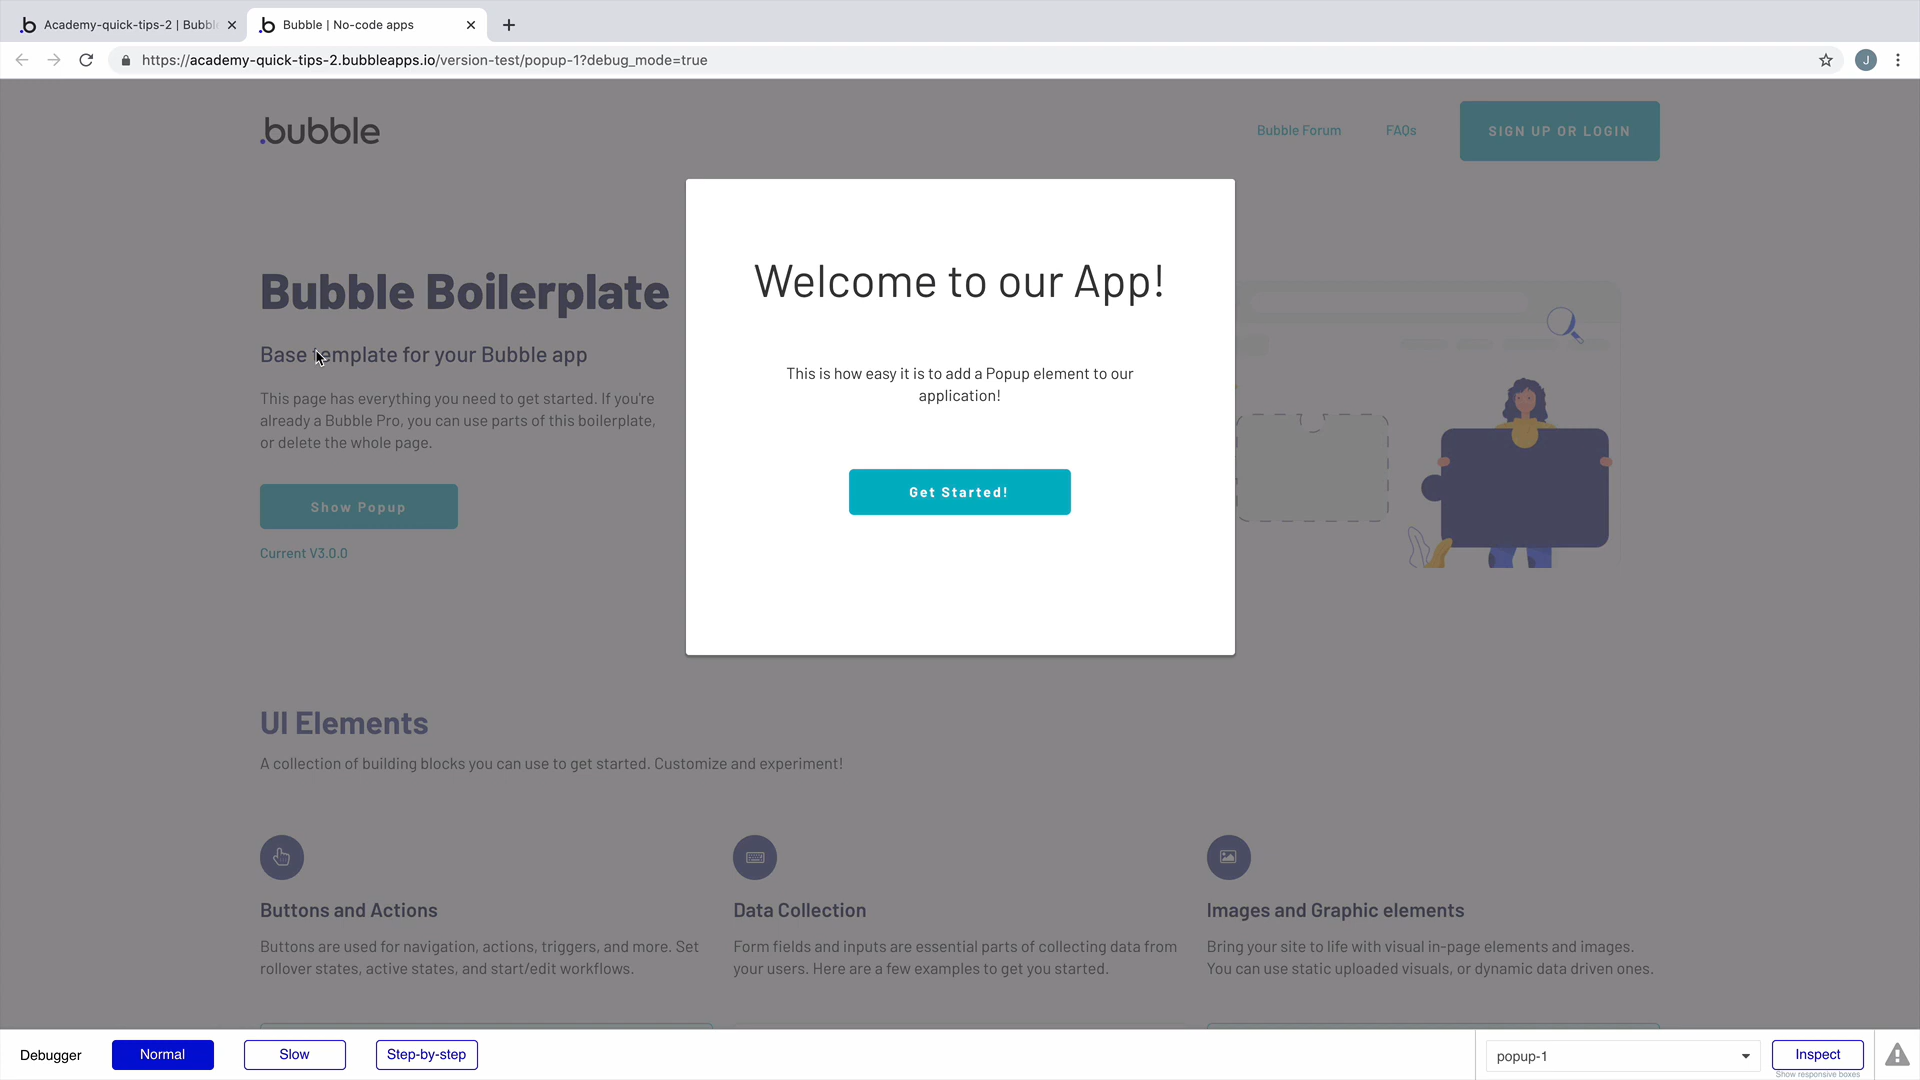 Academy-quick-tips-2 | Bubbl
Bubble | No-code apps
https://academy-quick-tips-2.bubbleapps.io/version-test/popup-1?debug_mode=true
J
.bubble
Bubble Forum
FAQs
SIGN UP OR LOGIN
Welcome to our App!
This is how easy it is to add a Popup element to our
application!
Get Started!
Bubble Boilerplate
Base template for your Bubble app
This page has everything you need to get started. If you're
already a Bubble Pro, you can use parts of this boilerplate,
or delete the whole page.
Show Popup
Current V3.0.0
UI Elements
A collection of building blocks you can use to get started. Customize and experiment!
Buttons and Actions
Buttons are used for navigation, actions, triggers, and more. Set
rollover states, active states, and start/edit workflows.
Data Collection
Form fields and inputs are essential parts of collecting data from
your users. Here are a few examples to get you started.
Images and Graphic elements
Bring your site to life with visual in-page elements and images.
You can use static uploaded visuals, or dynamic data driven ones.
Debugger
Normal
Slow
Step-by-step
popup-1
Inspect
Show responsive boxes